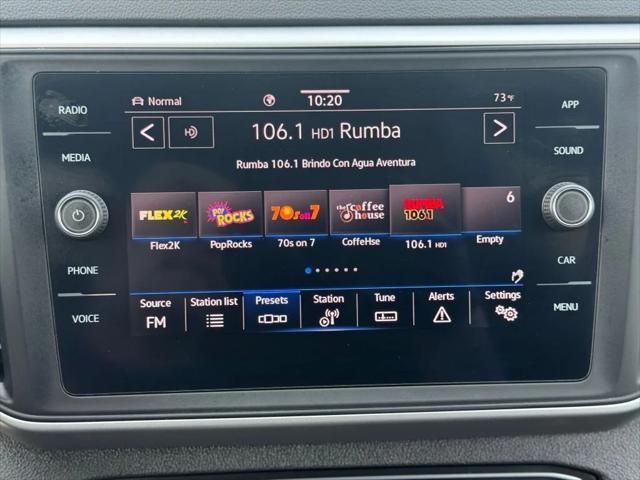 RADIO
MEDIA
PHONE
VOICE
Normal
10:20
73°F
HD
106.1 HD1 Rumba
Rumba 106.1 Brindo Con Agua Aventura
FLEX2K
POP ROCKS
70s on 7
the coffee house
RUMBA 1061
6
Flex2K
PopRocks
70s on 7
CoffeHse
106.1 HD1
Empty
Source
FM
Station list
Presets
Station
Tune
Alerts
Settings
APP
SOUND
CAR
MENU